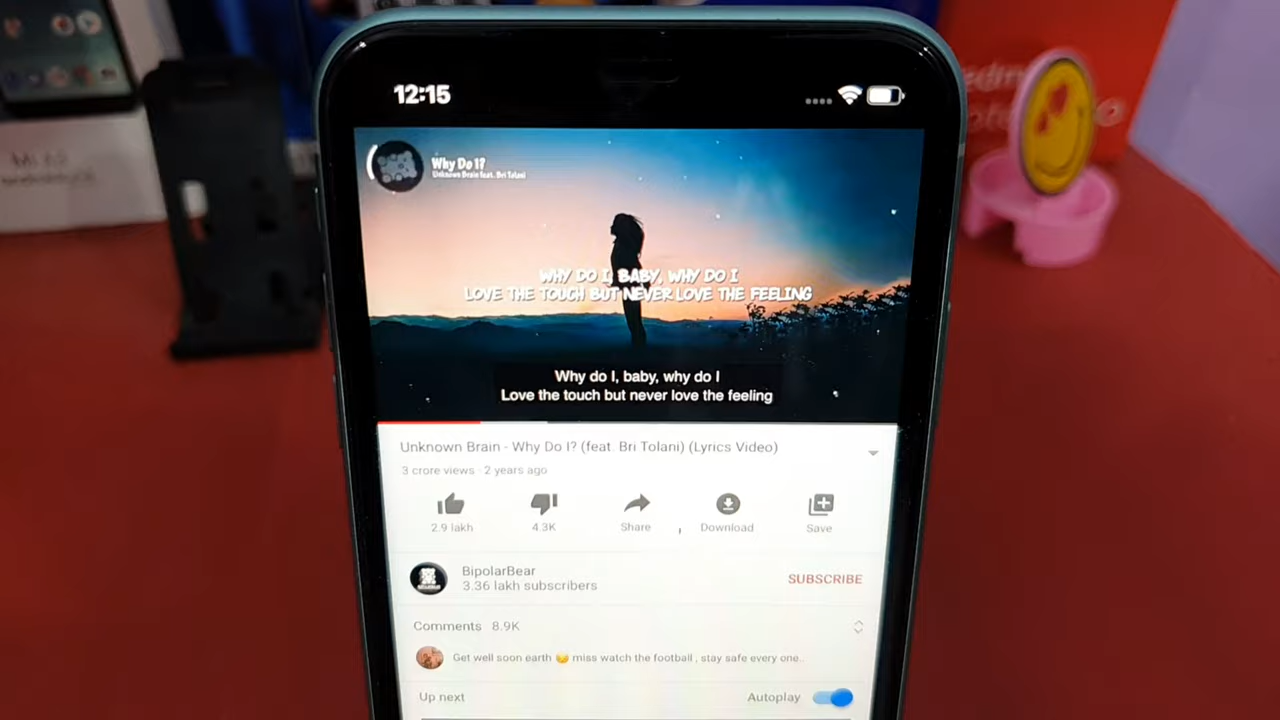 12:15
Why Do I?
Unknown Brain feat. Bri Tolani
WHY DO I, BABY, WHY DO I
LOVE THE TOUCH BUT NEVER LOVE THE FEELING
Why do I, baby, why do I
Love the touch but never love the feeling
Unknown Brain - Why Do I? (feat. Bri Tolani) (Lyrics Video)
3 crore views · 2 years ago
2.9 lakh
4.3K
Share
Download
Save
BipolarBear
3.36 lakh subscribers
SUBSCRIBE
Comments 8.9K
Get well soon earth 😔 miss watch the football , stay safe every one..
Up next
Autoplay